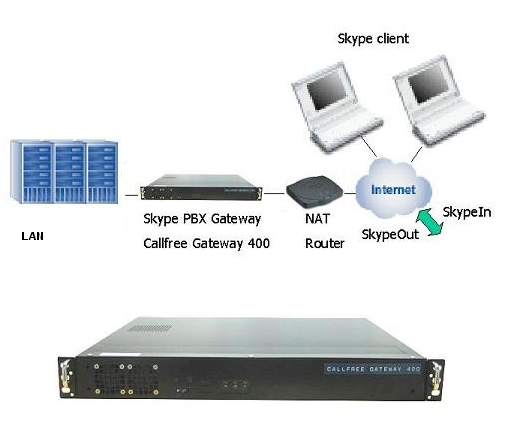 Skype client
Internet
Skype PBX Gateway
Callfree Gateway 400
NAT
Router
SkypeIn
SkypeOut
LAN
CALLFREE GATEWAY 400